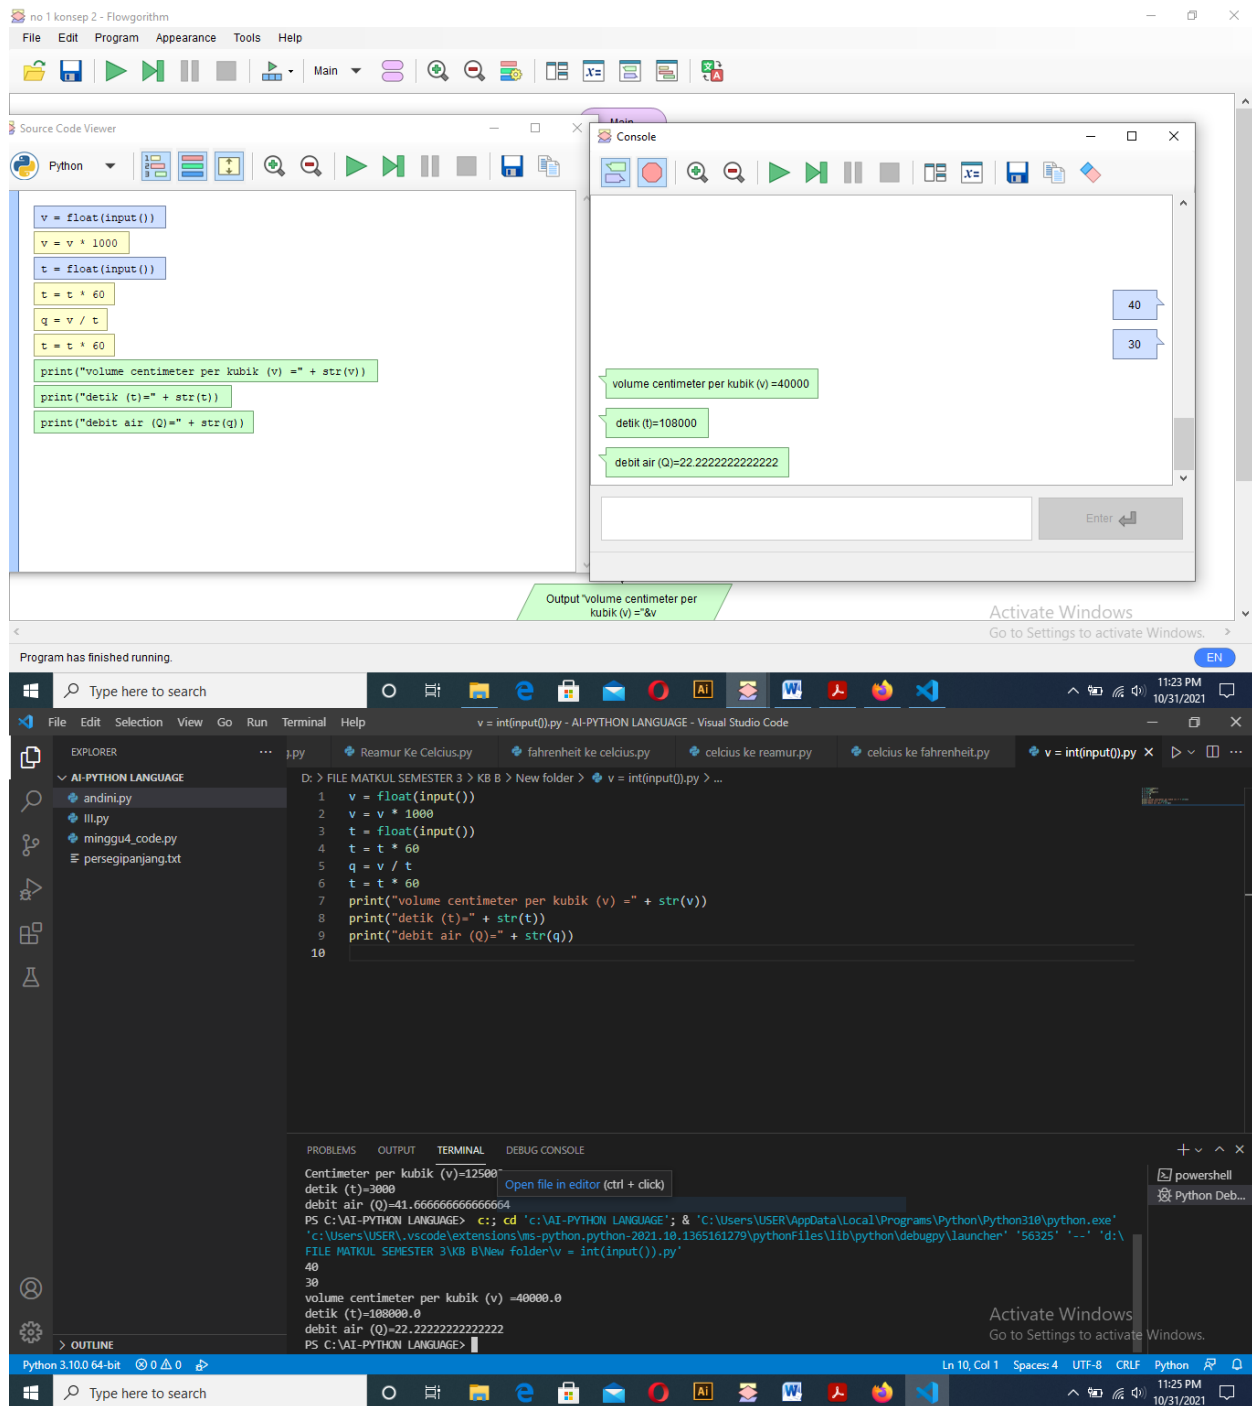 no 1 konsep 2 - Flowgorithm
File Edit Program Appearance Tools Help
Main
Main
Source Code Viewer
Python
v = float(input())
v = v * 1000
t = float(input())
t = t * 60
q = v / t
t = t * 60
print("volume centimeter per kubik (v) =" + str(v))
print("detik (t)=" + str(t))
print("debit air (Q)=" + str(q))
Console
40
30
volume centimeter per kubik (v) =40000
detik (t)=108000
debit air (Q)=22.2222222222222
Enter
Output "volume centimeter per
kubik (v) ="&v
Activate Windows
Go to Settings to activate Windows.
Program has finished running.
EN
Type here to search
11:23 PM
10/31/2021
File Edit Selection View Go Run Terminal Help
v = int(input()).py - AI-PYTHON LANGUAGE - Visual Studio Code
EXPLORER
AI-PYTHON LANGUAGE
andini.py
III.py
minggu4_code.py
persegipanjang.txt
OUTLINE
g.py Reamur Ke Celcius.py fahrenheit ke celcius.py celcius ke reamur.py celcius ke fahrenheit.py v = int(input()).py
D: > FILE MATKUL SEMESTER 3 > KB B > New folder > v = int(input()).py > ...
1 v = float(input())
2 v = v * 1000
3 t = float(input())
4 t = t * 60
5 q = v / t
6 t = t * 60
7 print("volume centimeter per kubik (v) =" + str(v))
8 print("detik (t)=" + str(t))
9 print("debit air (Q)=" + str(q))
10
PROBLEMS OUTPUT TERMINAL DEBUG CONSOLE
powershell
Python Deb...
Centimeter per kubik (v)=12500
Open file in editor (ctrl + click)
detik (t)=3000
debit air (Q)=41.666666666666664
PS C:\AI-PYTHON LANGUAGE> c:; cd 'c:\AI-PYTHON LANGUAGE'; & 'C:\Users\USER\AppData\Local\Programs\Python\Python310\python.exe'
'c:\Users\USER\.vscode\extensions\ms-python.python-2021.10.1365161279\pythonFiles\lib\python\debugpy\launcher' '56325' '--' 'd:\
FILE MATKUL SEMESTER 3\KB B\New folder\v = int(input()).py'
40
30
volume centimeter per kubik (v) =40000.0
detik (t)=108000.0
debit air (Q)=22.22222222222222
PS C:\AI-PYTHON LANGUAGE>
Activate Windows
Go to Settings to activate Windows.
Python 3.10.0 64-bit 0 0 Ln 10, Col 1 Spaces: 4 UTF-8 CRLF Python
Type here to search
11:25 PM
10/31/2021